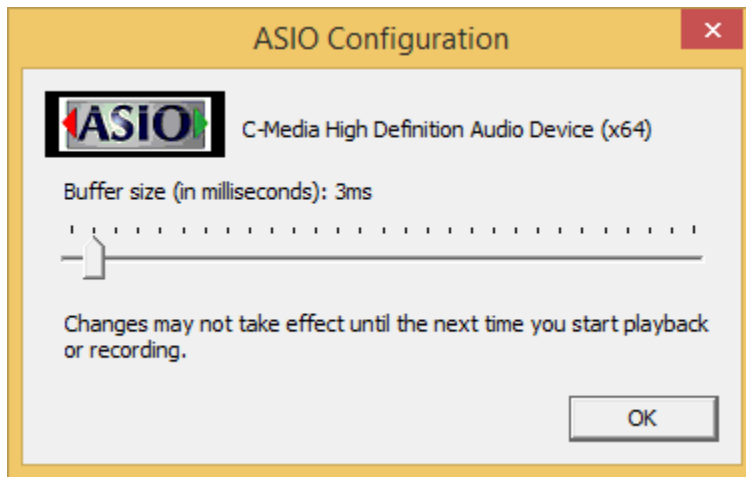 ASIO Configuration
ASIO
C-Media High Definition Audio Device (x64)
Buffer size (in milliseconds): 3ms
Changes may not take effect until the next time you start playback
or recording.
OK